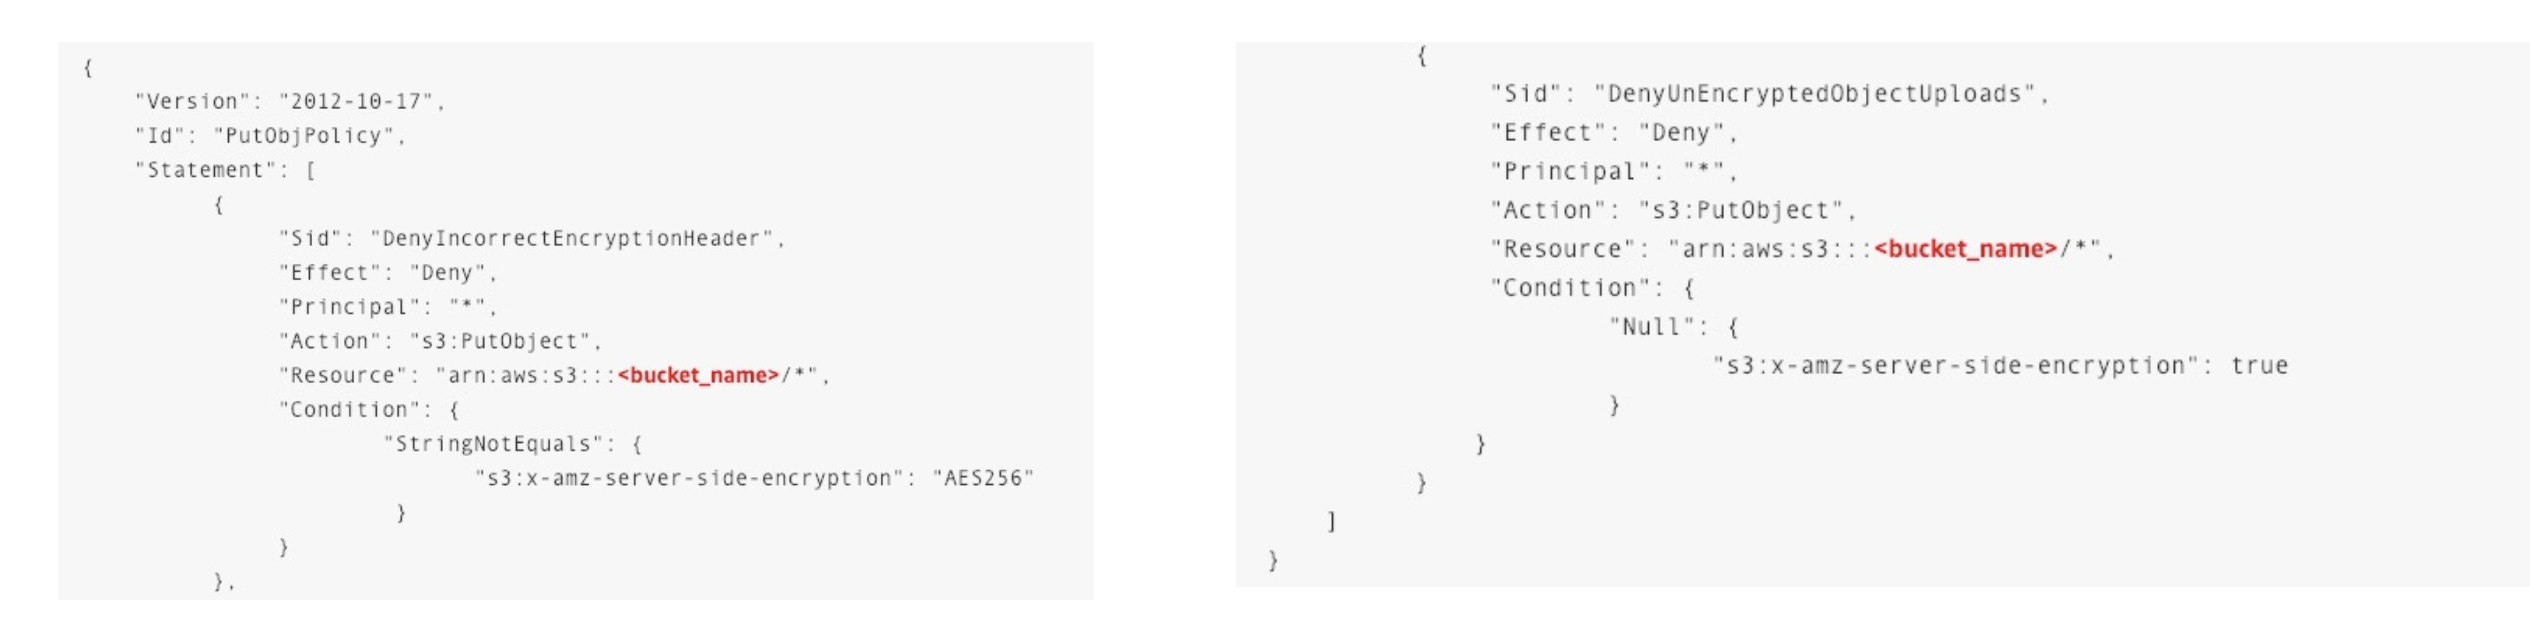 {
"Version": "2012-10-17",
"Id": "PutObjPolicy",
"Statement": [
{
"Sid": "DenyIncorrectEncryptionHeader",
"Effect": "Deny",
"Principal": "*",
"Action": "s3:PutObject",
"Resource": "arn:aws:s3:::<bucket_name>/*",
"Condition": {
"StringNotEquals": {
"s3:x-amz-server-side-encryption": "AES256"
}
}
},
{
"Sid": "DenyUnEncryptedObjectUploads",
"Effect": "Deny",
"Principal": "*",
"Action": "s3:PutObject",
"Resource": "arn:aws:s3:::<bucket_name>/*",
"Condition": {
"Null": {
"s3:x-amz-server-side-encryption": true
}
}
}
]
}